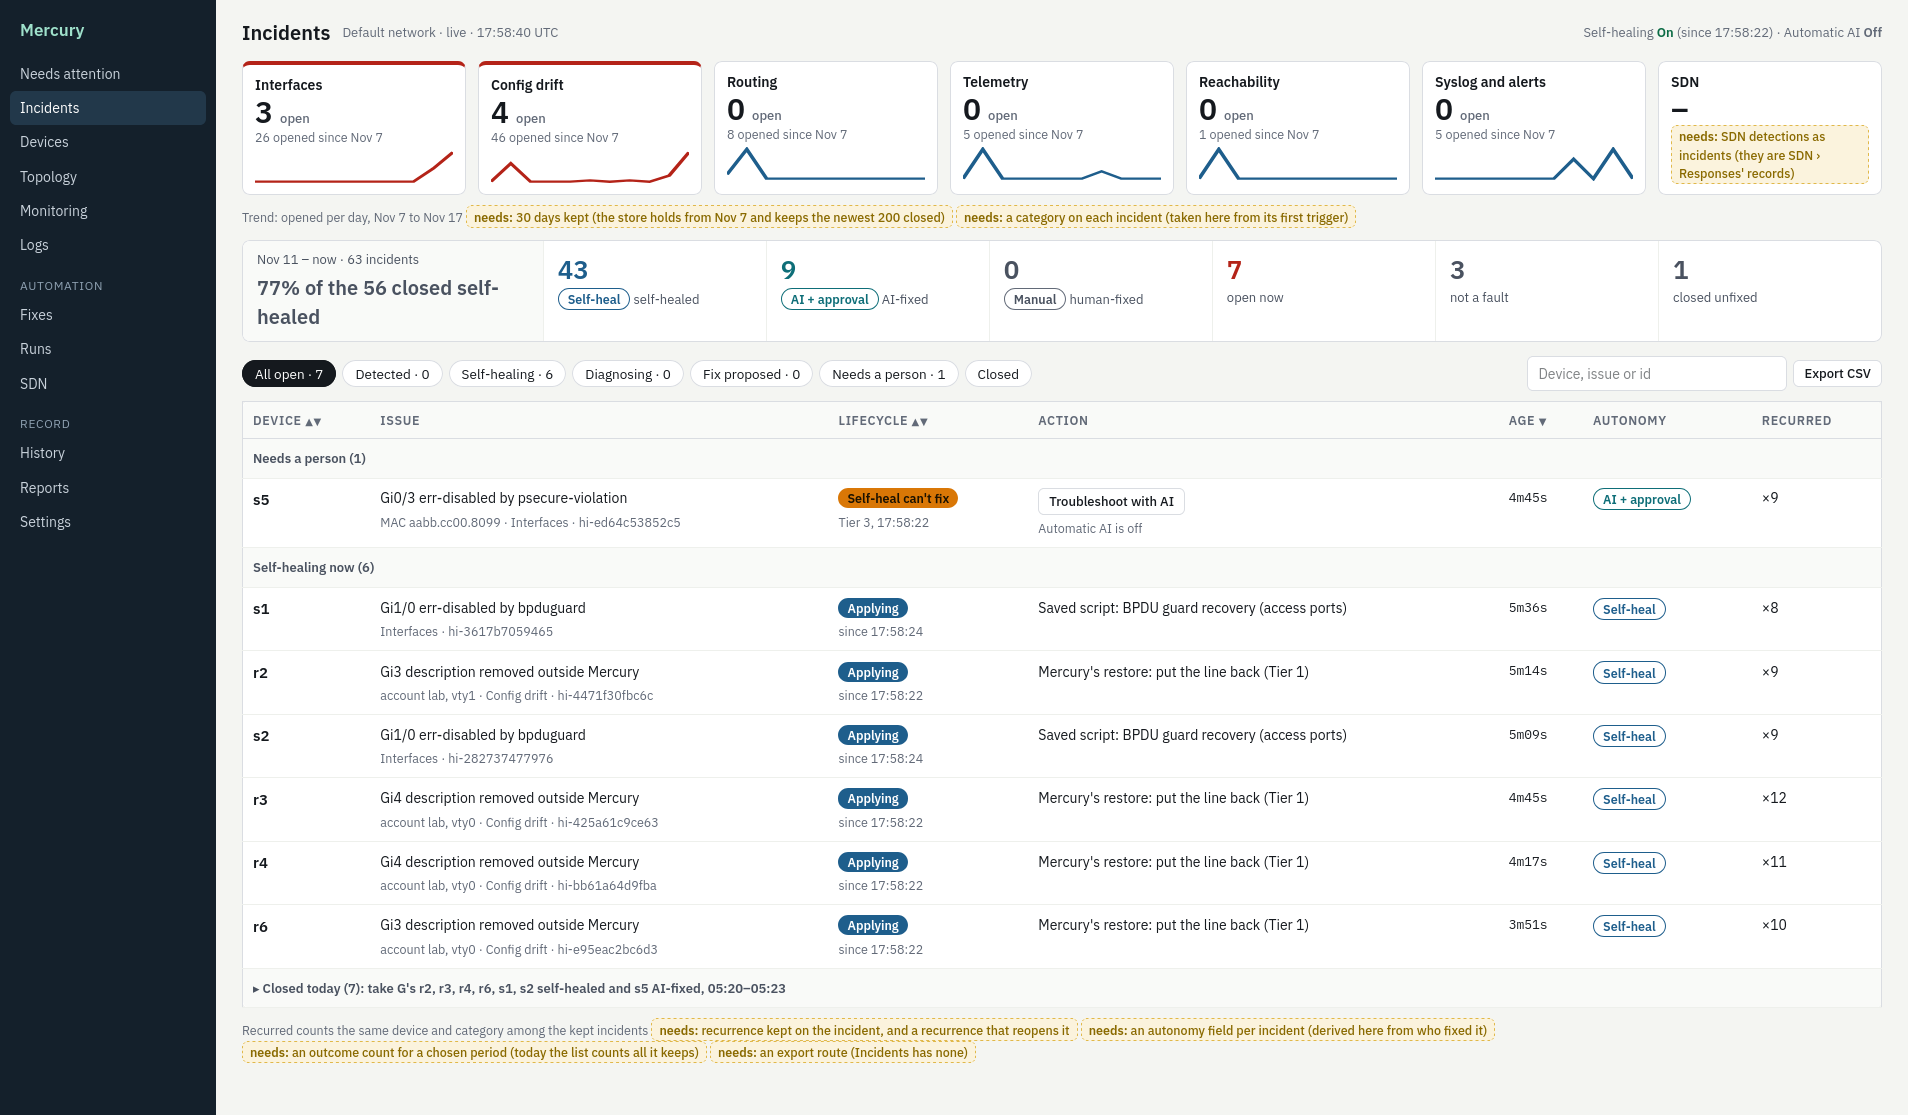 Mercury
Needs attention
Incidents
Devices
Topology
Monitoring
Logs
AUTOMATION
Fixes
Runs
SDN
RECORD
History
Reports
Settings
Incidents Default network · live · 17:58:40 UTC
Self-healing On (since 17:58:22) · Automatic AI Off
Interfaces
3 open
26 opened since Nov 7
Config drift
4 open
46 opened since Nov 7
Routing
0 open
8 opened since Nov 7
Telemetry
0 open
5 opened since Nov 7
Reachability
0 open
1 opened since Nov 7
Syslog and alerts
0 open
5 opened since Nov 7
SDN
–
needs: SDN detections as
incidents (they are SDN ›
Responses' records)
Trend: opened per day, Nov 7 to Nov 17 needs: 30 days kept (the store holds from Nov 7 and keeps the newest 200 closed) needs: a category on each incident (taken here from its first trigger)
Nov 11 – now · 63 incidents
77% of the 56 closed self-
healed
43
Self-heal self-healed
9
AI + approval AI-fixed
0
Manual human-fixed
7
open now
3
not a fault
1
closed unfixed
All open · 7 Detected · 0 Self-healing · 6 Diagnosing · 0 Fix proposed · 0 Needs a person · 1 Closed
Device, issue or id Export CSV
DEVICE ▲▼ ISSUE LIFECYCLE ▲▼ ACTION AGE ▼ AUTONOMY RECURRED
Needs a person (1)
s5 Gi0/3 err-disabled by psecure-violation Self-heal can't fix Troubleshoot with AI 4m45s AI + approval ×9
MAC aabb.cc00.8099 · Interfaces · hi-ed64c53852c5 Tier 3, 17:58:22 Automatic AI is off
Self-healing now (6)
s1 Gi1/0 err-disabled by bpduguard Applying Saved script: BPDU guard recovery (access ports) 5m36s Self-heal ×8
Interfaces · hi-3617b7059465 since 17:58:24
r2 Gi3 description removed outside Mercury Applying Mercury's restore: put the line back (Tier 1) 5m14s Self-heal ×9
account lab, vty1 · Config drift · hi-4471f30fbc6c since 17:58:22
s2 Gi1/0 err-disabled by bpduguard Applying Saved script: BPDU guard recovery (access ports) 5m09s Self-heal ×9
Interfaces · hi-282737477976 since 17:58:24
r3 Gi4 description removed outside Mercury Applying Mercury's restore: put the line back (Tier 1) 4m45s Self-heal ×12
account lab, vty0 · Config drift · hi-425a61c9ce63 since 17:58:22
r4 Gi4 description removed outside Mercury Applying Mercury's restore: put the line back (Tier 1) 4m17s Self-heal ×11
account lab, vty0 · Config drift · hi-bb61a64d9fba since 17:58:22
r6 Gi3 description removed outside Mercury Applying Mercury's restore: put the line back (Tier 1) 3m51s Self-heal ×10
account lab, vty0 · Config drift · hi-e95eac2bc6d3 since 17:58:22
▸ Closed today (7): take G's r2, r3, r4, r6, s1, s2 self-healed and s5 AI-fixed, 05:20–05:23
Recurred counts the same device and category among the kept incidents needs: recurrence kept on the incident, and a recurrence that reopens it needs: an autonomy field per incident (derived here from who fixed it)
needs: an outcome count for a chosen period (today the list counts all it keeps) needs: an export route (Incidents has none)